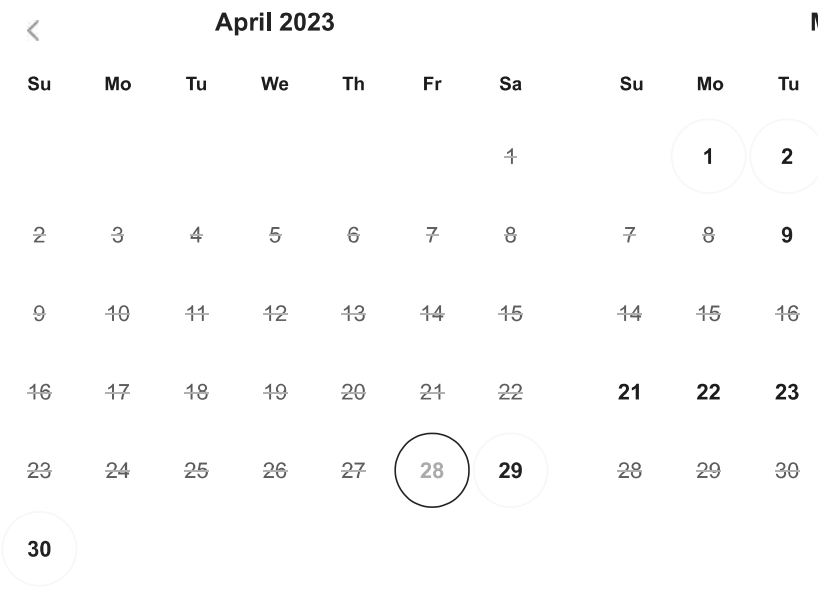 April 2023 M
Su Mo Tu We Th Fr Sa Su Mo Tu
1 1 2
2 3 4 5 6 7 8 7 8 9
9 10 11 12 13 14 15 14 15 16
16 17 18 19 20 21 22 21 22 23
23 24 25 26 27 28 29 28 29 30
30